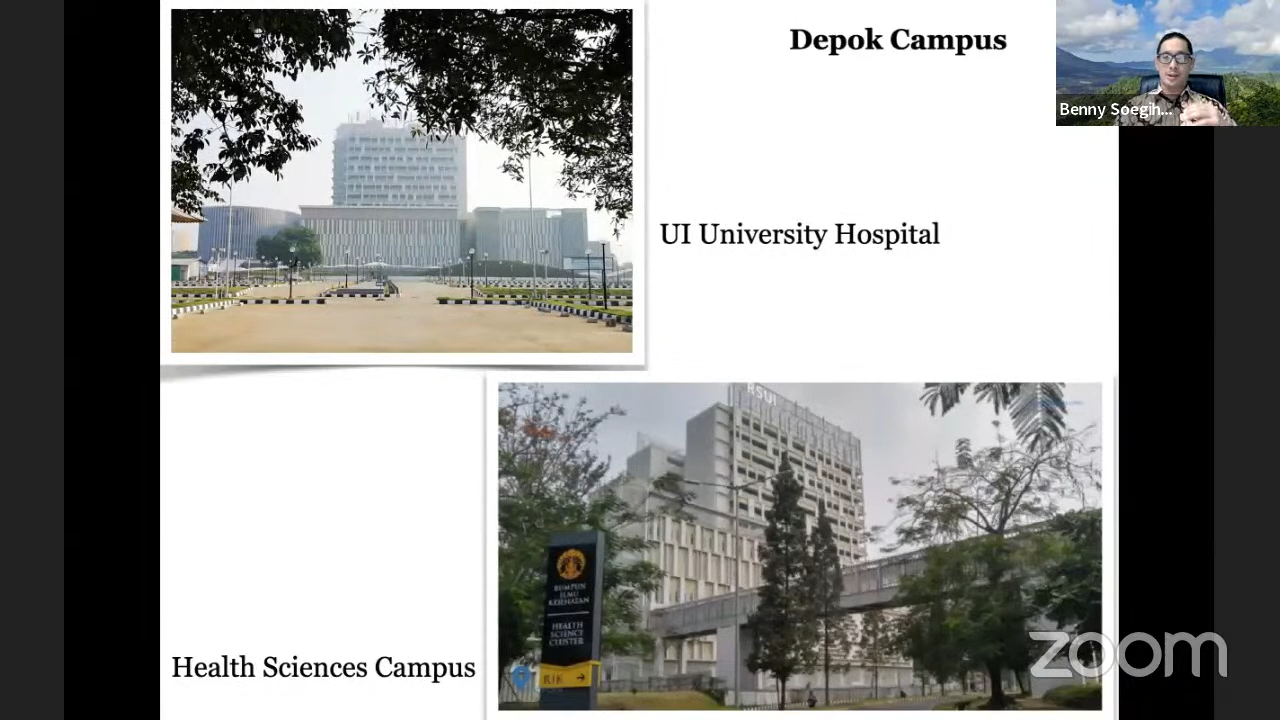 Depok Campus
Benny Soegih...
UI University Hospital
RSUI
RUMPUN
ILMU
KESEHATAN
HEALTH
SCIENCE
CLUSTER
RIK →
Health Sciences Campus
zoom